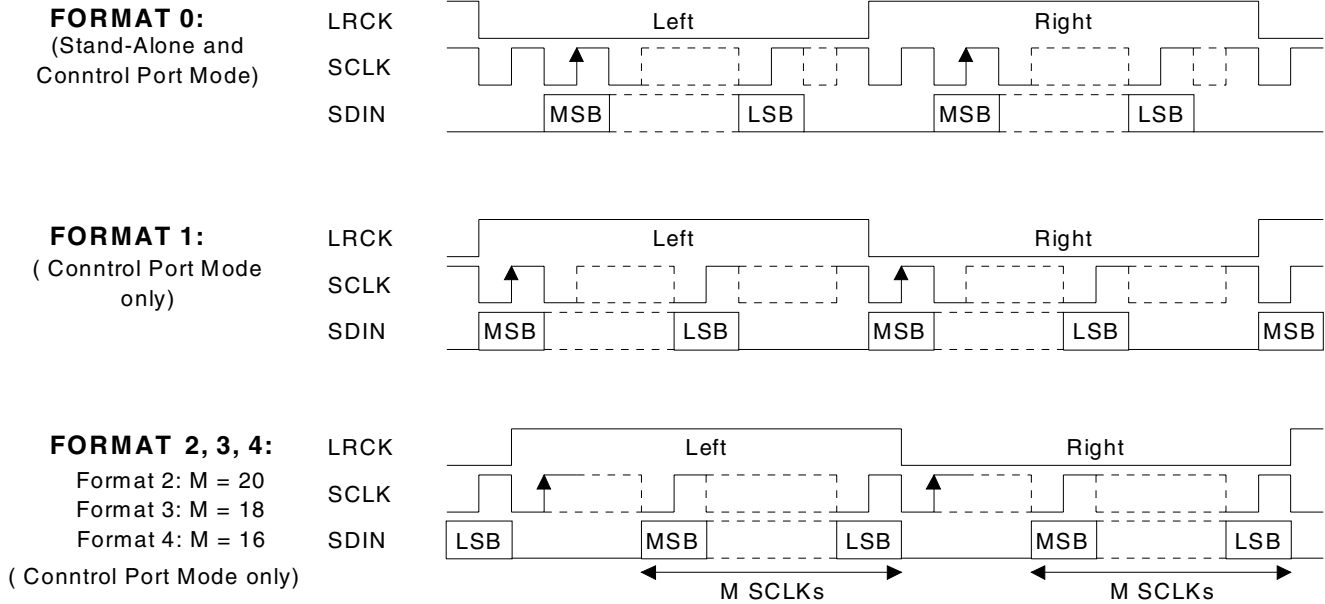 FORMAT 0:
(Stand-Alone and
Conntrol Port Mode)
LRCK
Left
Right
SCLK
SDIN
MSB
LSB
MSB
LSB
FORMAT 1:
( Conntrol Port Mode
only)
LRCK
Left
Right
SCLK
SDIN
MSB
LSB
MSB
LSB
MSB
FORMAT 2, 3, 4:
Format 2: M = 20
Format 3: M = 18
Format 4: M = 16
( Conntrol Port Mode only)
LRCK
Left
Right
SCLK
SDIN
LSB
MSB
LSB
MSB
LSB
M SCLKs
M SCLKs